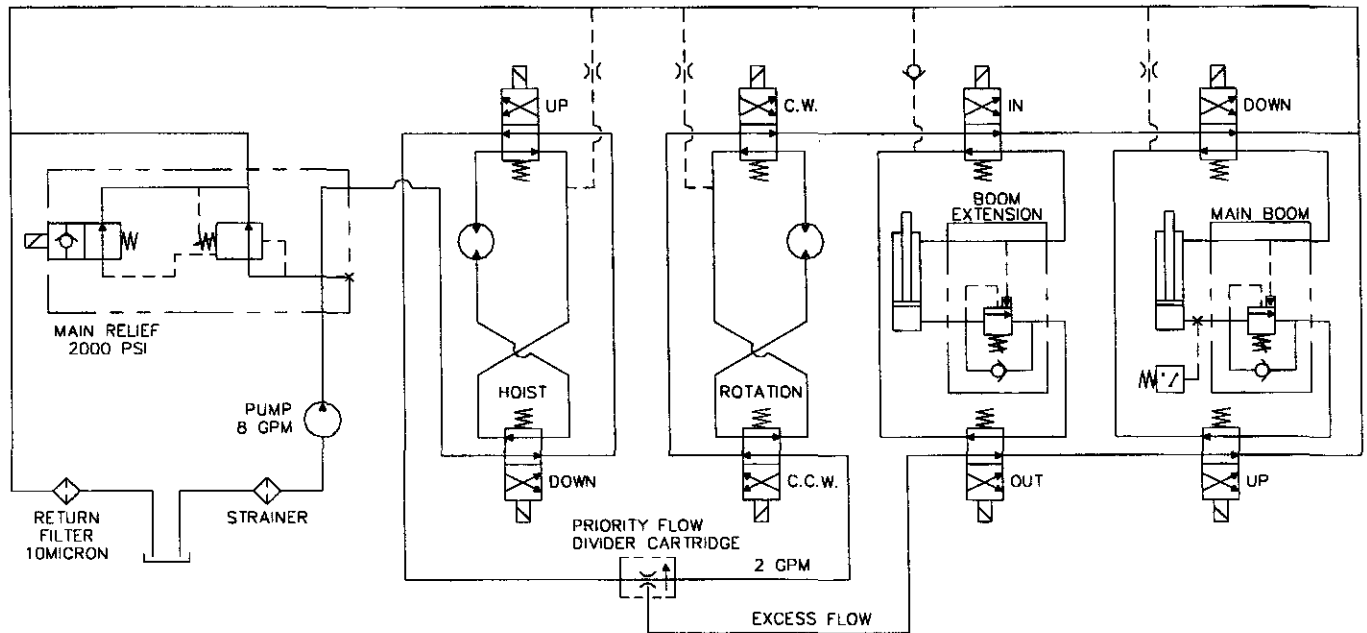 UP
C.W.
IN
DOWN
BOOM
EXTENSION
MAIN BOOM
MAIN RELIEF
2000 PSI
HOIST
ROTATION
PUMP
8 GPM
DOWN
C.C.W.
OUT
UP
RETURN
FILTER
10MICRON
STRAINER
PRIORITY FLOW
DIVIDER CARTRIDGE
2 GPM
EXCESS FLOW